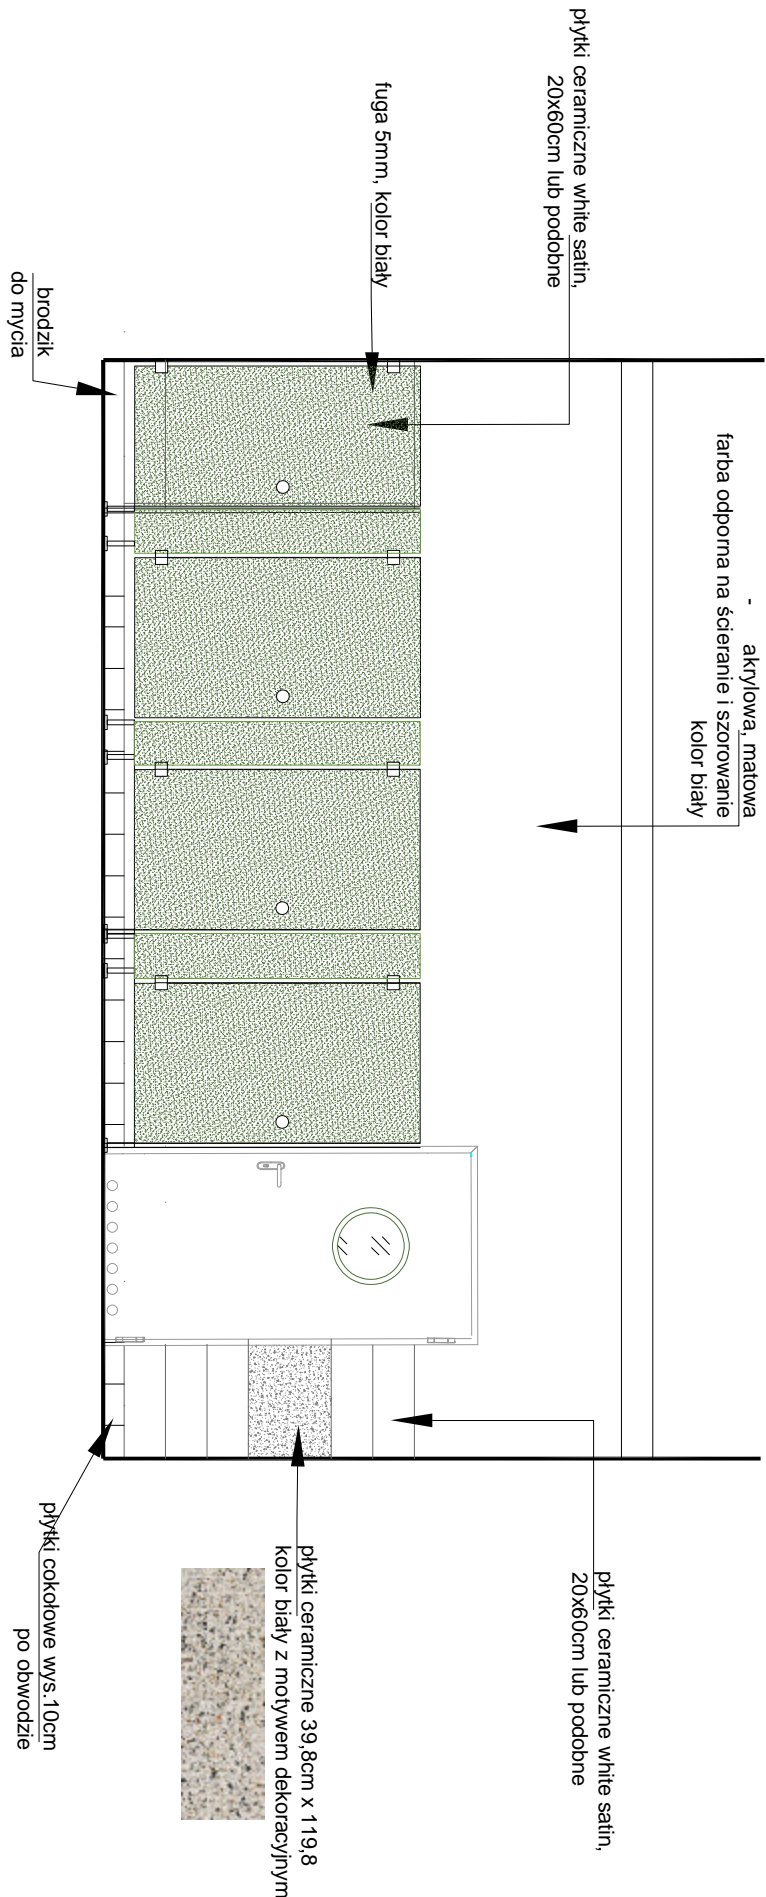 płytki ceramiczne white satin,
20x60cm lub podobne
fuga 5mm, kolor biały
brodzik
do mycia
- akrylowa, matowa
farba odporna na ścieranie i szorowanie
kolor biały
płytki ceramiczne white satin,
20x60cm lub podobne
płytki ceramiczne 39,8cm x 119,8
kolor biały z motywem dekoracyjnym
płytki cokołowe wys.10cm
po obwodzie